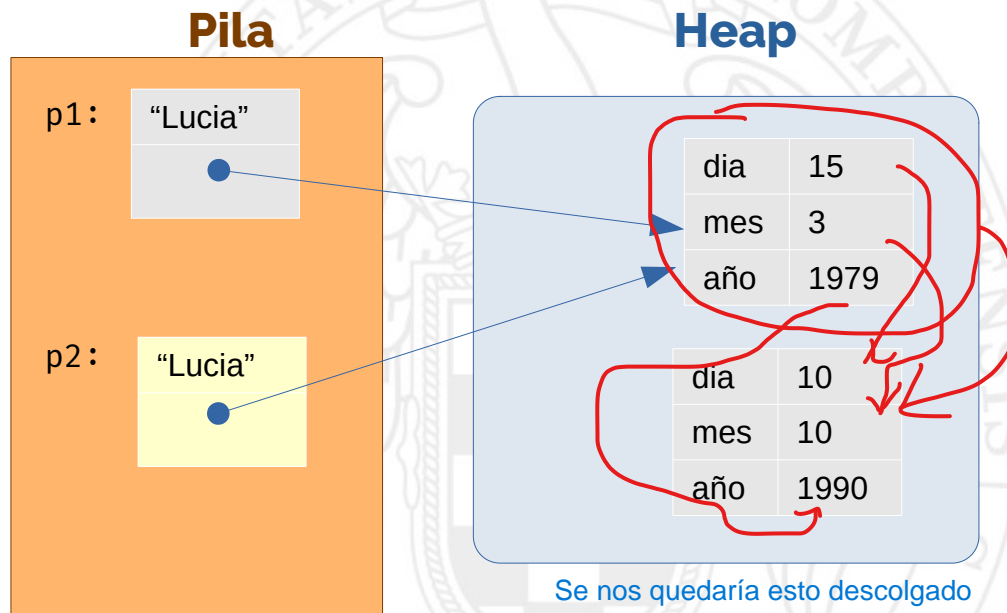 Pila
Heap
p1:
“Lucia”
dia 15
mes 3
año 1979
p2:
“Lucia”
dia 10
mes 10
año 1990
Se nos quedaría esto descolgado